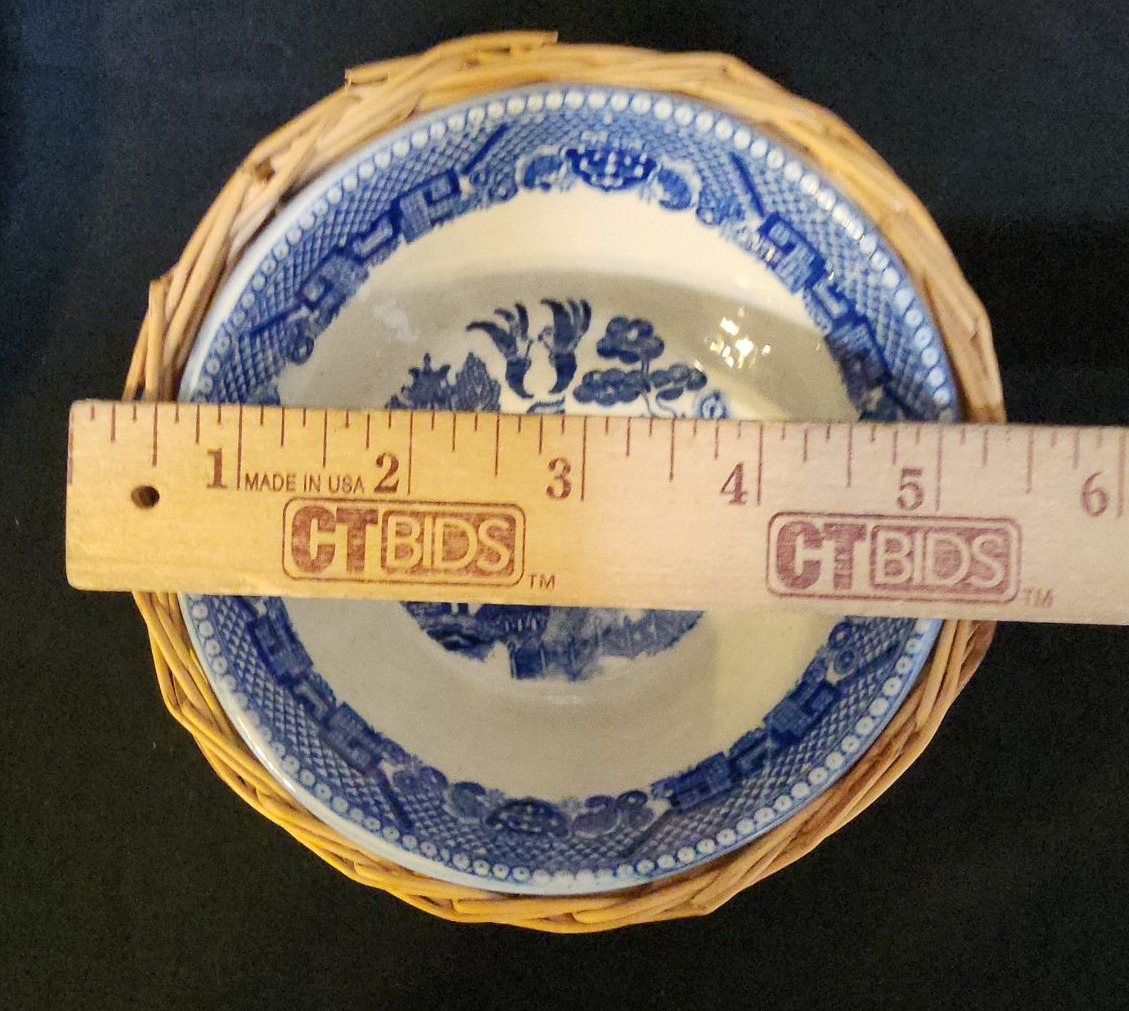 1 MADE IN USA 2 3 4 5 6
CTBIDS™ CTBIDS™